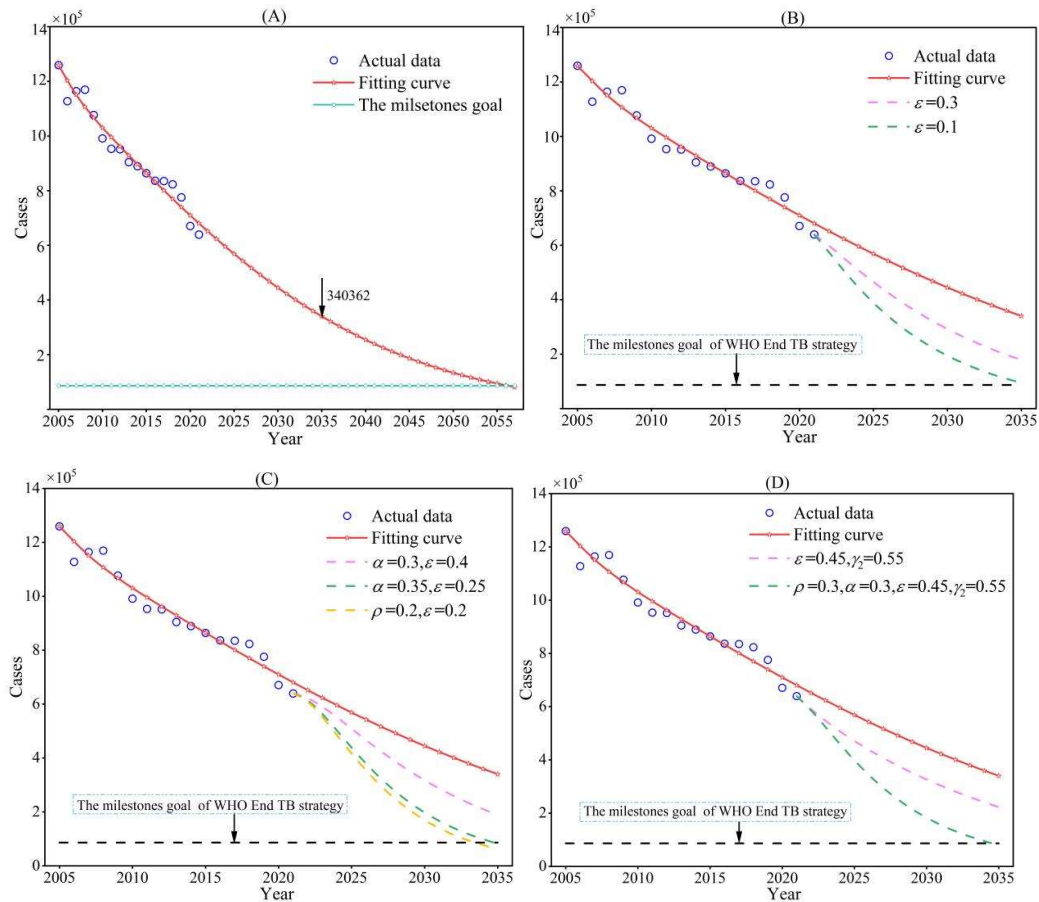 (A)
×10⁵
14
12
10
8
6
4
2
Cases
Actual data
Fitting curve
The milsetones goal
340362
2005 2010 2015 2020 2025 2030 2035 2040 2045 2050 2055
Year
(B)
×10⁵
14
12
10
8
6
4
2
0
Cases
Actual data
Fitting curve
ε=0.3
ε=0.1
The milestones goal of WHO End TB strategy
2005 2010 2015 2020 2025 2030 2035
Year
(C)
×10⁵
14
12
10
8
6
4
2
0
Cases
Actual data
Fitting curve
α=0.3,ε=0.4
α=0.35,ε=0.25
ρ=0.2,ε=0.2
The milestones goal of WHO End TB strategy
2005 2010 2015 2020 2025 2030 2035
Year
(D)
×10⁵
14
12
10
8
6
4
2
0
Cases
Actual data
Fitting curve
ε=0.45,γ₂=0.55
ρ=0.3,α=0.3,ε=0.45,γ₂=0.55
The milestones goal of WHO End TB strategy
2005 2010 2015 2020 2025 2030 2035
Year